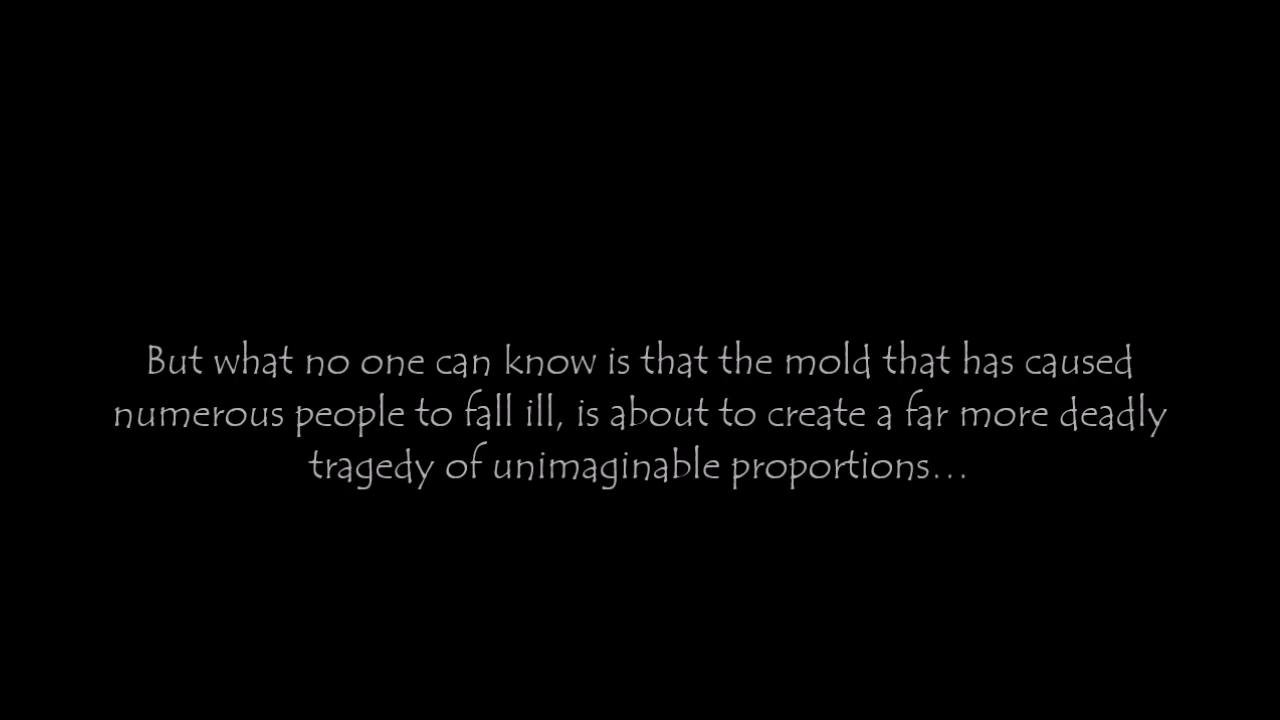 But what no one can know is that the mold that has caused
numerous people to fall ill, is about to create a far more deadly
tragedy of unimaginable proportions...